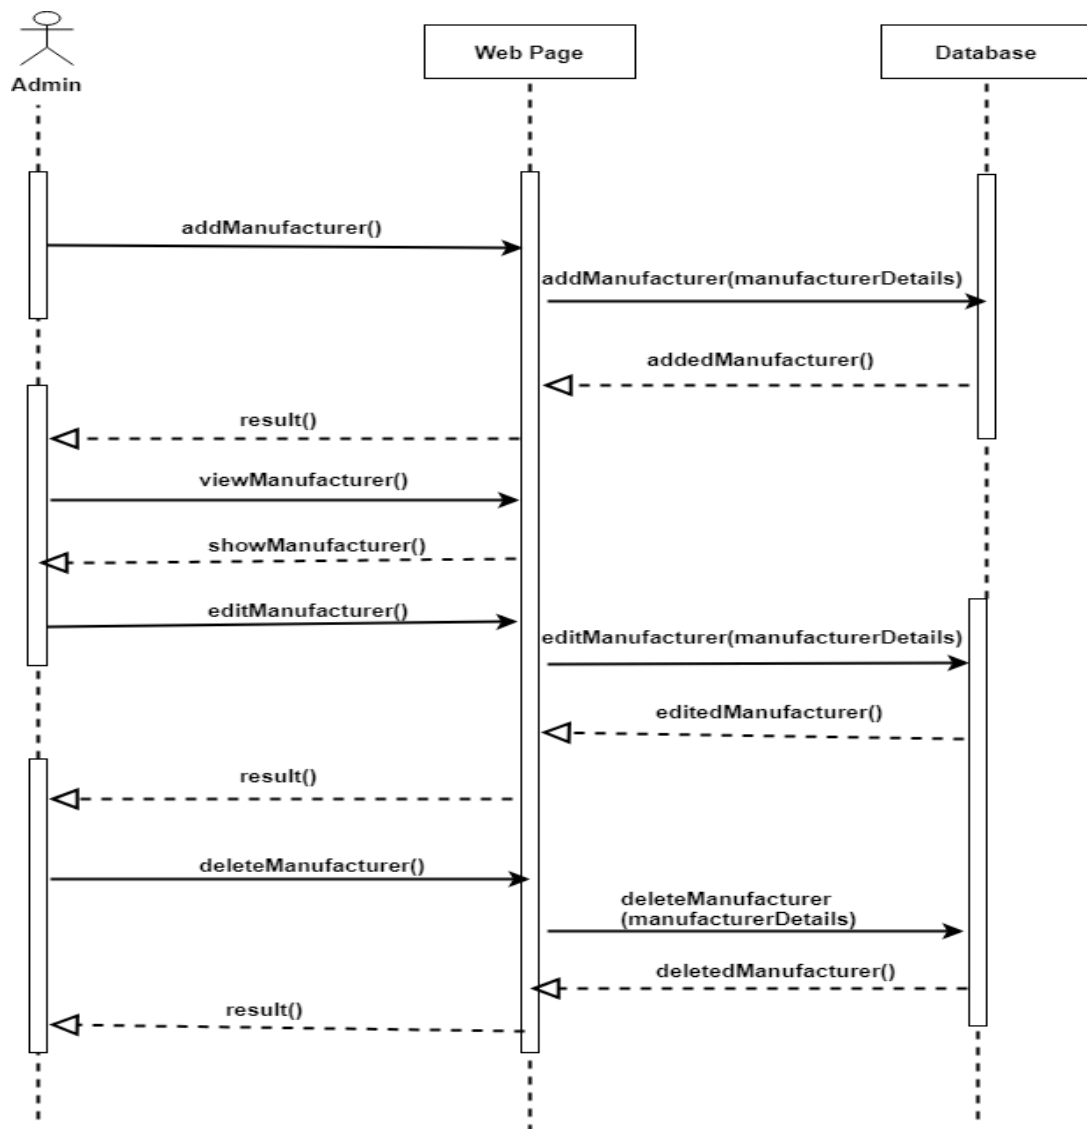 Admin
Web Page
Database
addManufacturer()
addManufacturer(manufacturerDetails)
addedManufacturer()
result()
viewManufacturer()
showManufacturer()
editManufacturer()
editManufacturer(manufacturerDetails)
editedManufacturer()
result()
deleteManufacturer()
deleteManufacturer
(manufacturerDetails)
deletedManufacturer()
result()